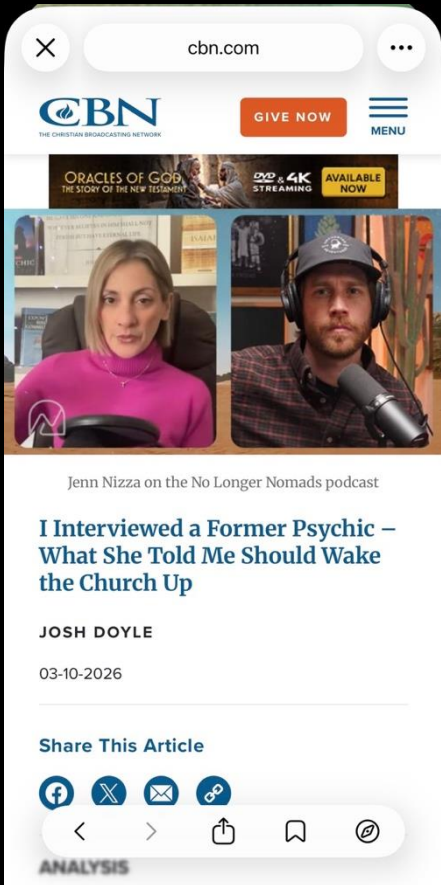 cbn.com
CBN
THE CHRISTIAN BROADCASTING NETWORK
GIVE NOW
MENU
ORACLES OF GOD
THE STORY OF THE NEW TESTAMENT
DVD & 4K
STREAMING
AVAILABLE
NOW
CHIC
ISAIAH
Jenn Nizza on the No Longer Nomads podcast
I Interviewed a Former Psychic –
What She Told Me Should Wake
the Church Up
JOSH DOYLE
03-10-2026
Share This Article
ANALYSIS